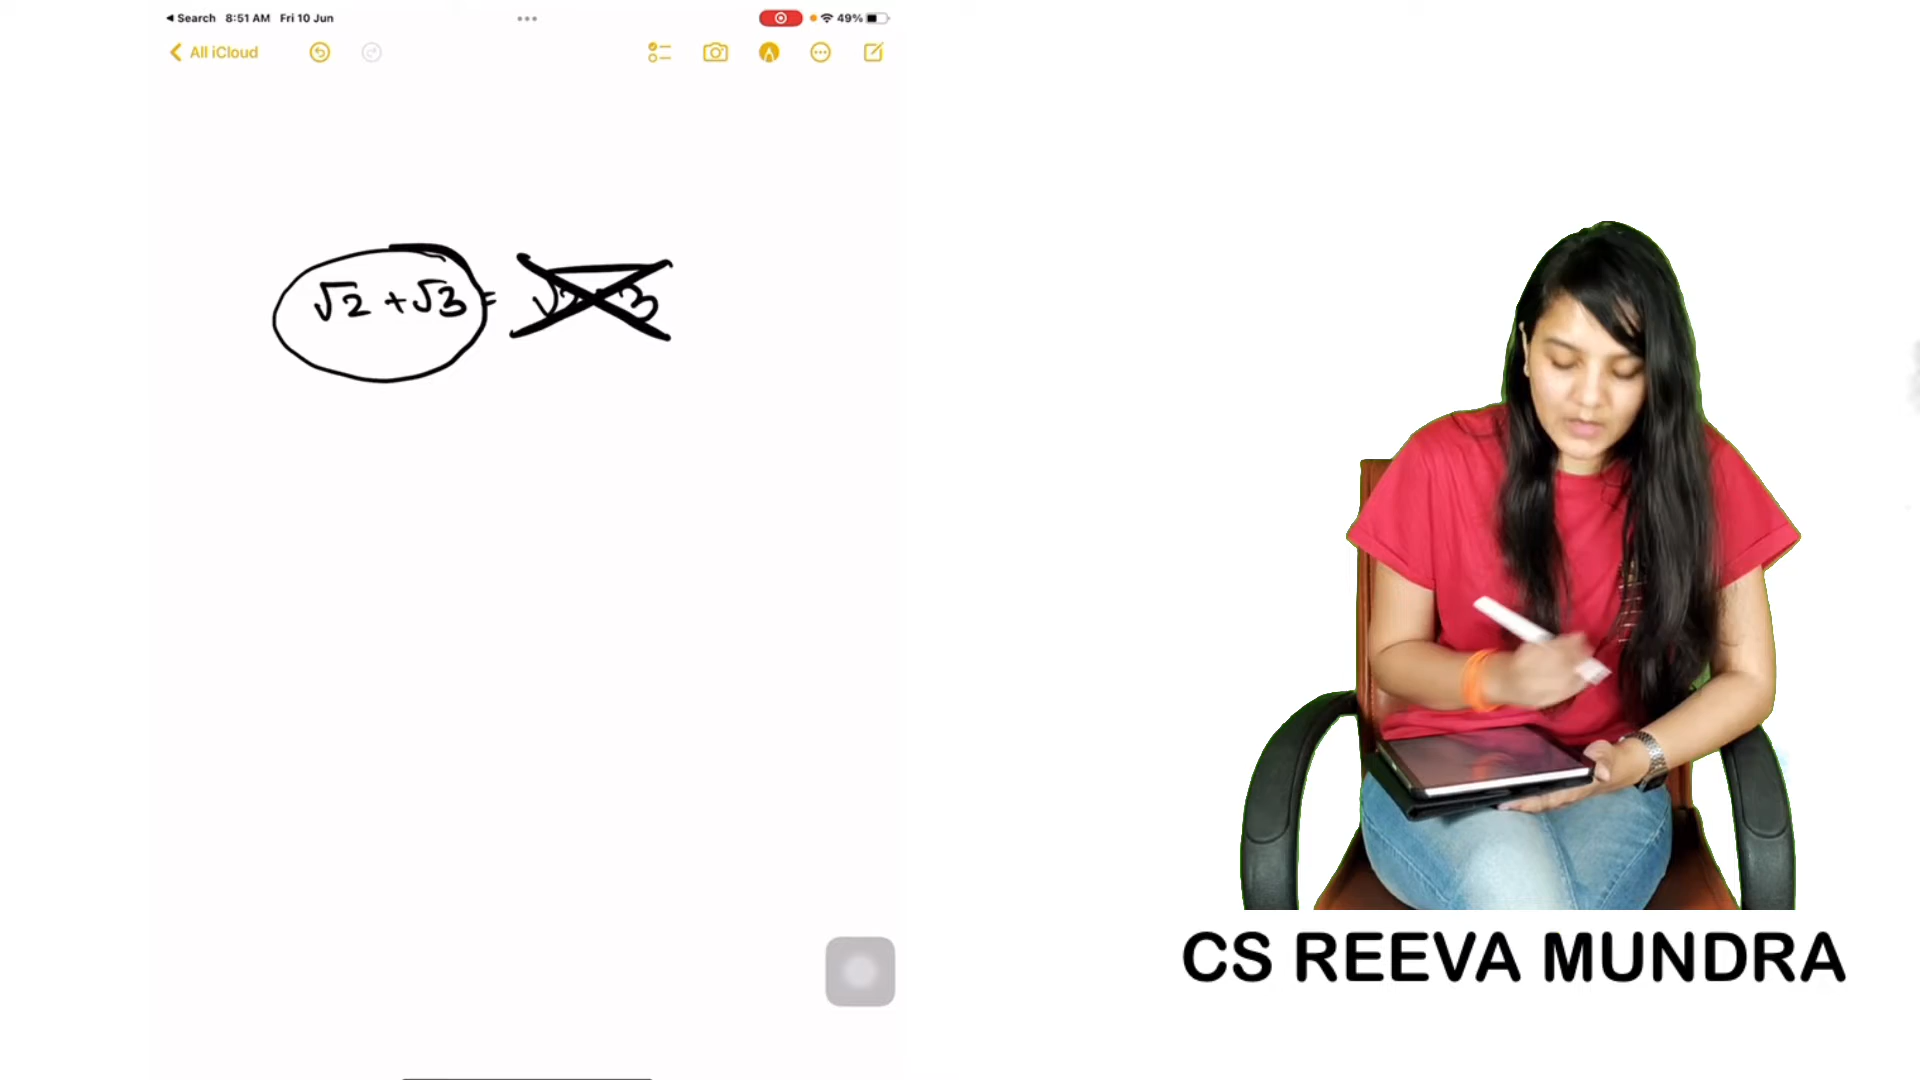 Search 8:51 AM Fri 10 Jun 49%
All iCloud
√2 + √3 =
CS REEVA MUNDRA